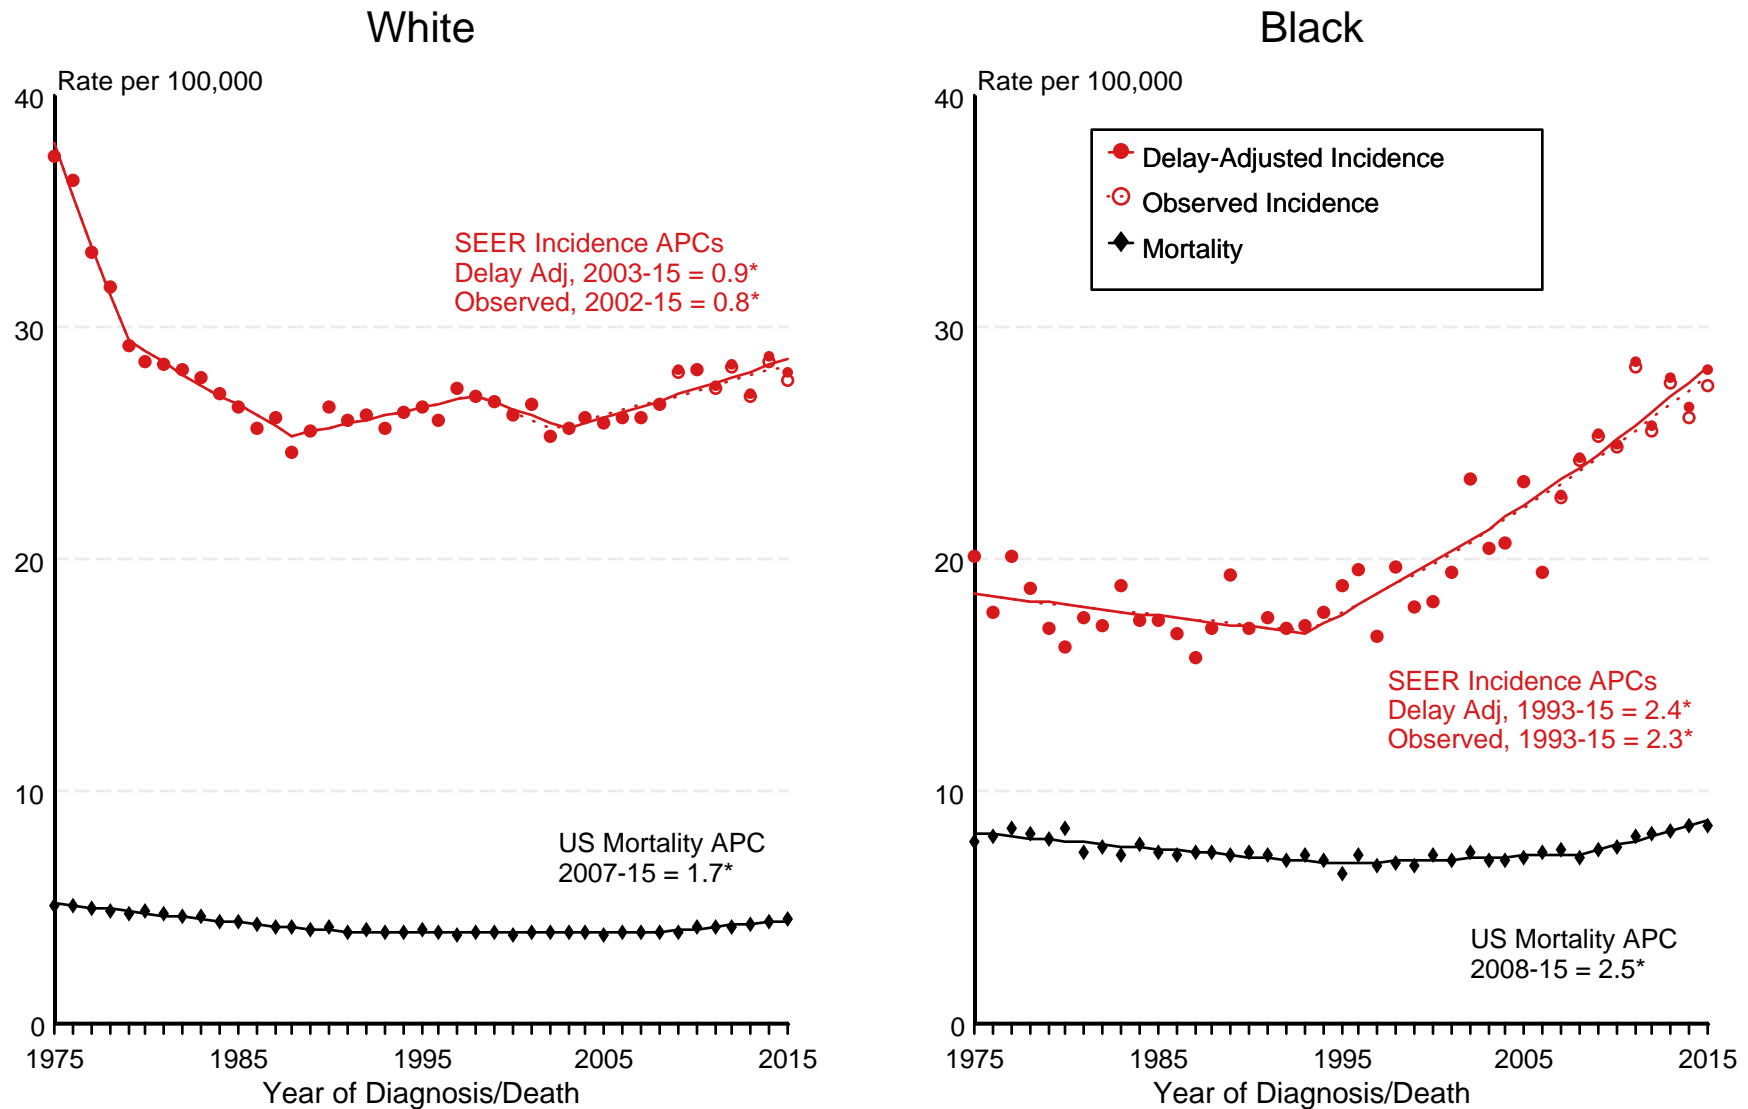 White
Rate per 100,000
40
30
20
10
0
SEER Incidence APCs
Delay Adj, 2003-15 = 0.9*
Observed, 2002-15 = 0.8*
US Mortality APC
2007-15 = 1.7*
1975 1985 1995 2005 2015
Year of Diagnosis/Death
Black
Rate per 100,000
40
30
20
10
0
Delay-Adjusted Incidence
Observed Incidence
Mortality
SEER Incidence APCs
Delay Adj, 1993-15 = 2.4*
Observed, 1993-15 = 2.3*
US Mortality APC
2008-15 = 2.5*
1975 1985 1995 2005 2015
Year of Diagnosis/Death